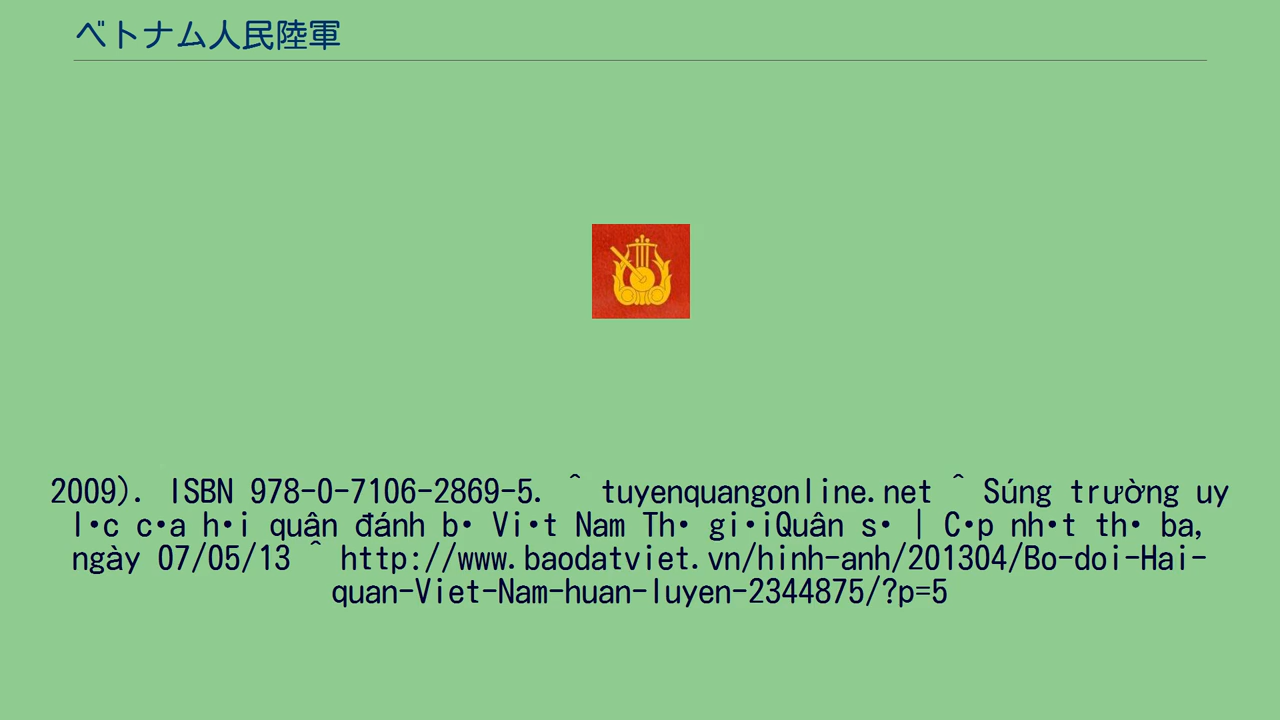 ベトナム人民陸軍
2009). ISBN 978-0-7106-2869-5. ^ tuyenquangonline.net ^ Súng trường uy
l・c c・a h・i quân đánh b・ Vi・t Nam Th・ gi・iQuân s・ | C・p nh・t th・ ba,
ngày 07/05/13 ^ http://www.baodatviet.vn/hinh-anh/201304/Bo-doi-Hai-
quan-Viet-Nam-huan-luyen-2344875/?p=5